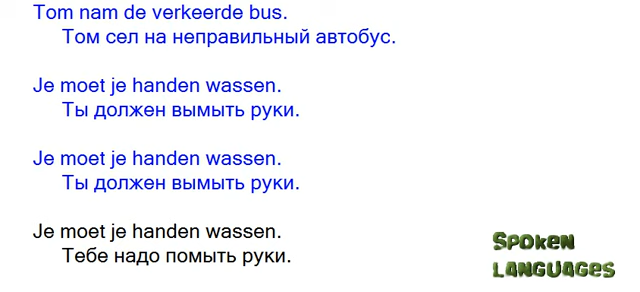 Tom nam de verkeerde bus.
Том сел на неправильный автобус.
Je moet je handen wassen.
Ты должен вымыть руки.
Je moet je handen wassen.
Ты должен вымыть руки.
Je moet je handen wassen.
Тебе надо помыть руки.
Spoken
Languages